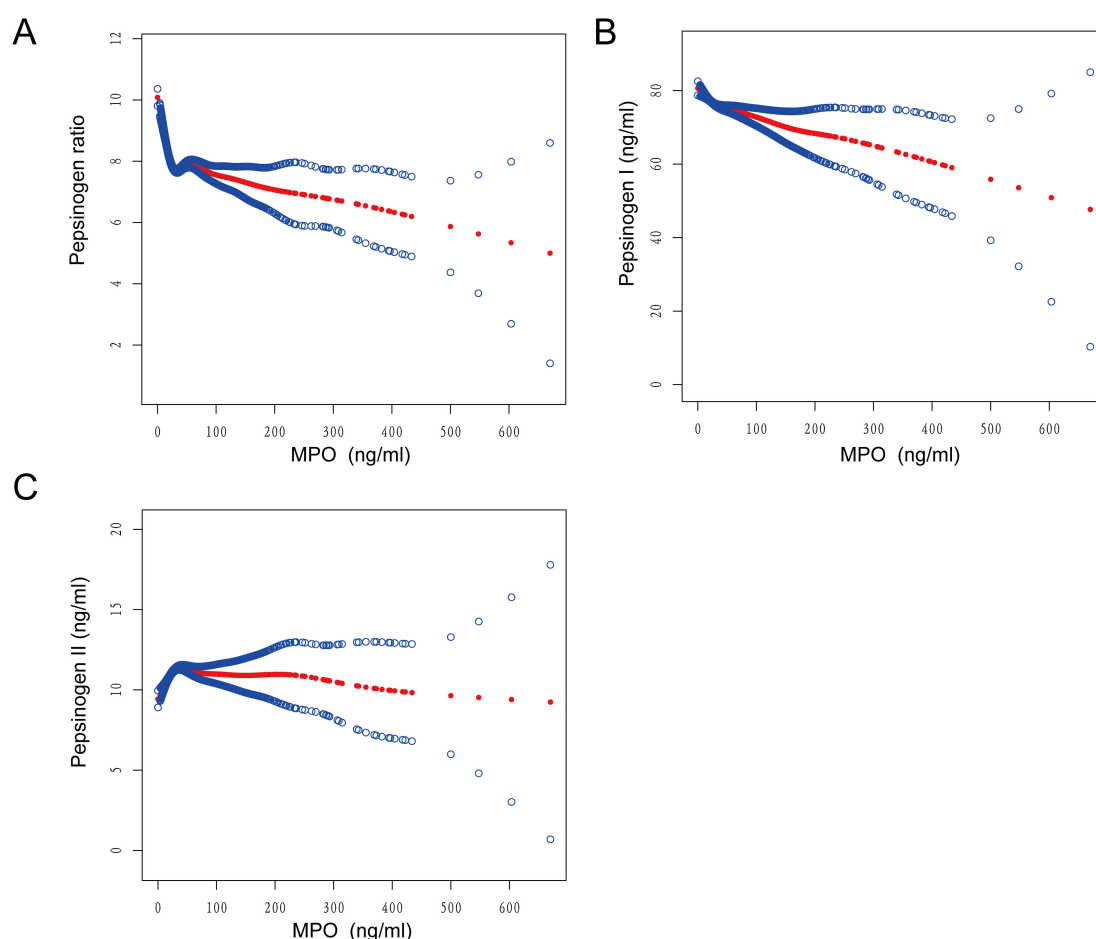 A
Pepsinogen ratio
12
10
8
6
4
2
0 100 200 300 400 500 600
MPO (ng/ml)
B
Pepsinogen I (ng/ml)
80
60
40
20
0
0 100 200 300 400 500 600
MPO (ng/ml)
C
Pepsinogen II (ng/ml)
20
15
10
5
0
0 100 200 300 400 500 600
MPO (ng/ml)